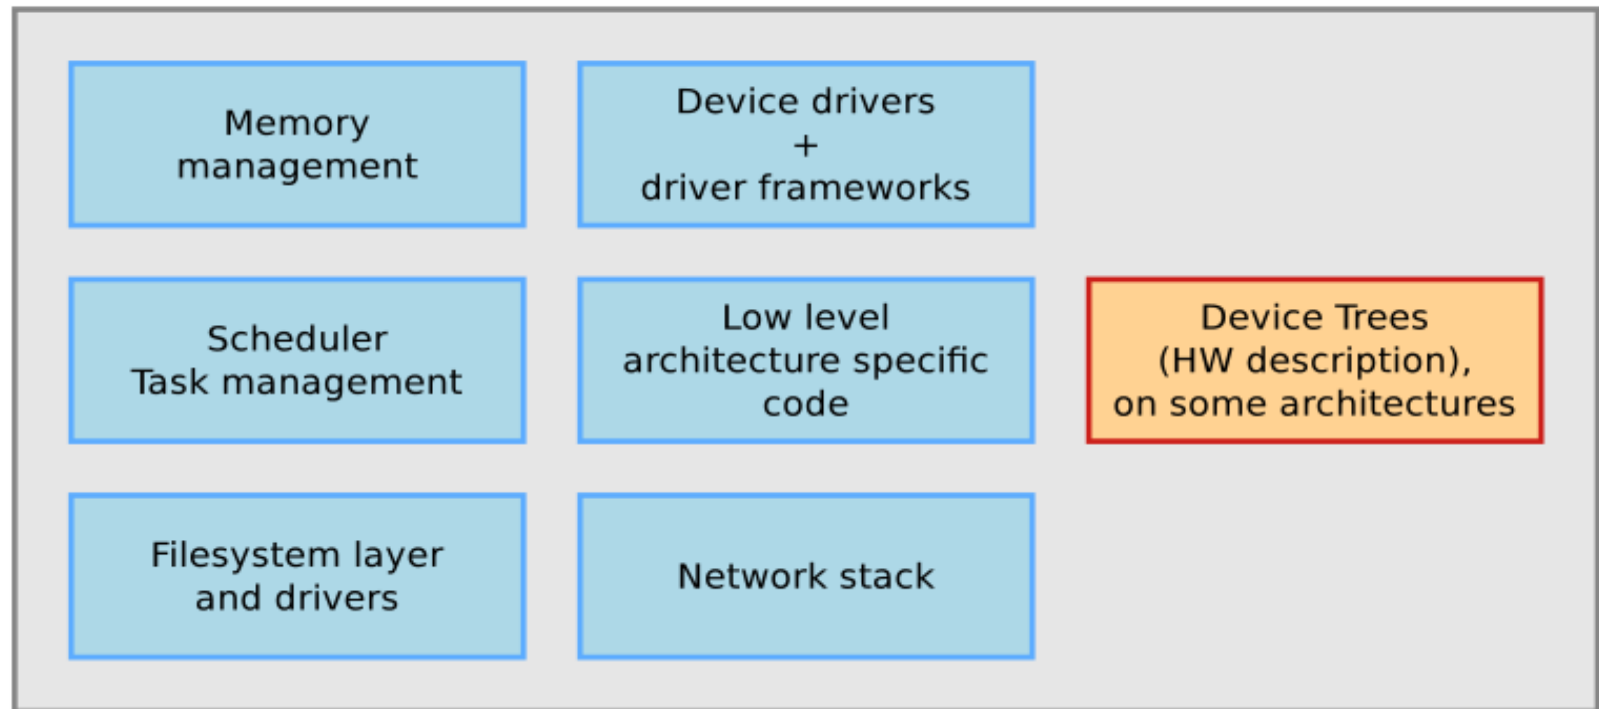 Memory
management
Device drivers
+
driver frameworks
Scheduler
Task management
Low level
architecture specific
code
Device Trees
(HW description),
on some architectures
Filesystem layer
and drivers
Network stack